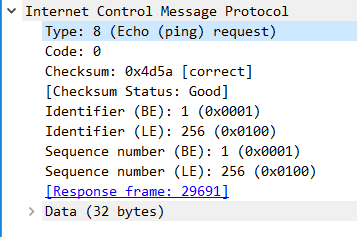 Internet Control Message Protocol
Type: 8 (Echo (ping) request)
Code: 0
Checksum: 0x4d5a [correct]
[Checksum Status: Good]
Identifier (BE): 1 (0x0001)
Identifier (LE): 256 (0x0100)
Sequence number (BE): 1 (0x0001)
Sequence number (LE): 256 (0x0100)
[Response frame: 29691]
Data (32 bytes)